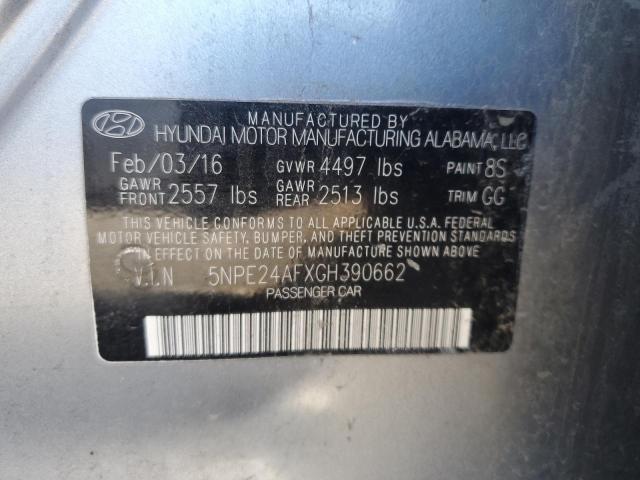 MANUFACTURED BY
HYUNDAI MOTOR MANUFACTURING ALABAMA, LLC
Feb/03/16 GVWR 4497 lbs PAINT 8S
GAWR FRONT 2557 lbs GAWR REAR 2513 lbs TRIM GG
THIS VEHICLE CONFORMS TO ALL APPLICABLE U.S.A. FEDERAL
MOTOR VEHICLE SAFETY, BUMPER, AND THEFT PREVENTION STANDARDS
IN EFFECT ON THE DATE OF MANUFACTURE SHOWN ABOVE
V.I.N 5NPE24AFXGH390662
PASSENGER CAR